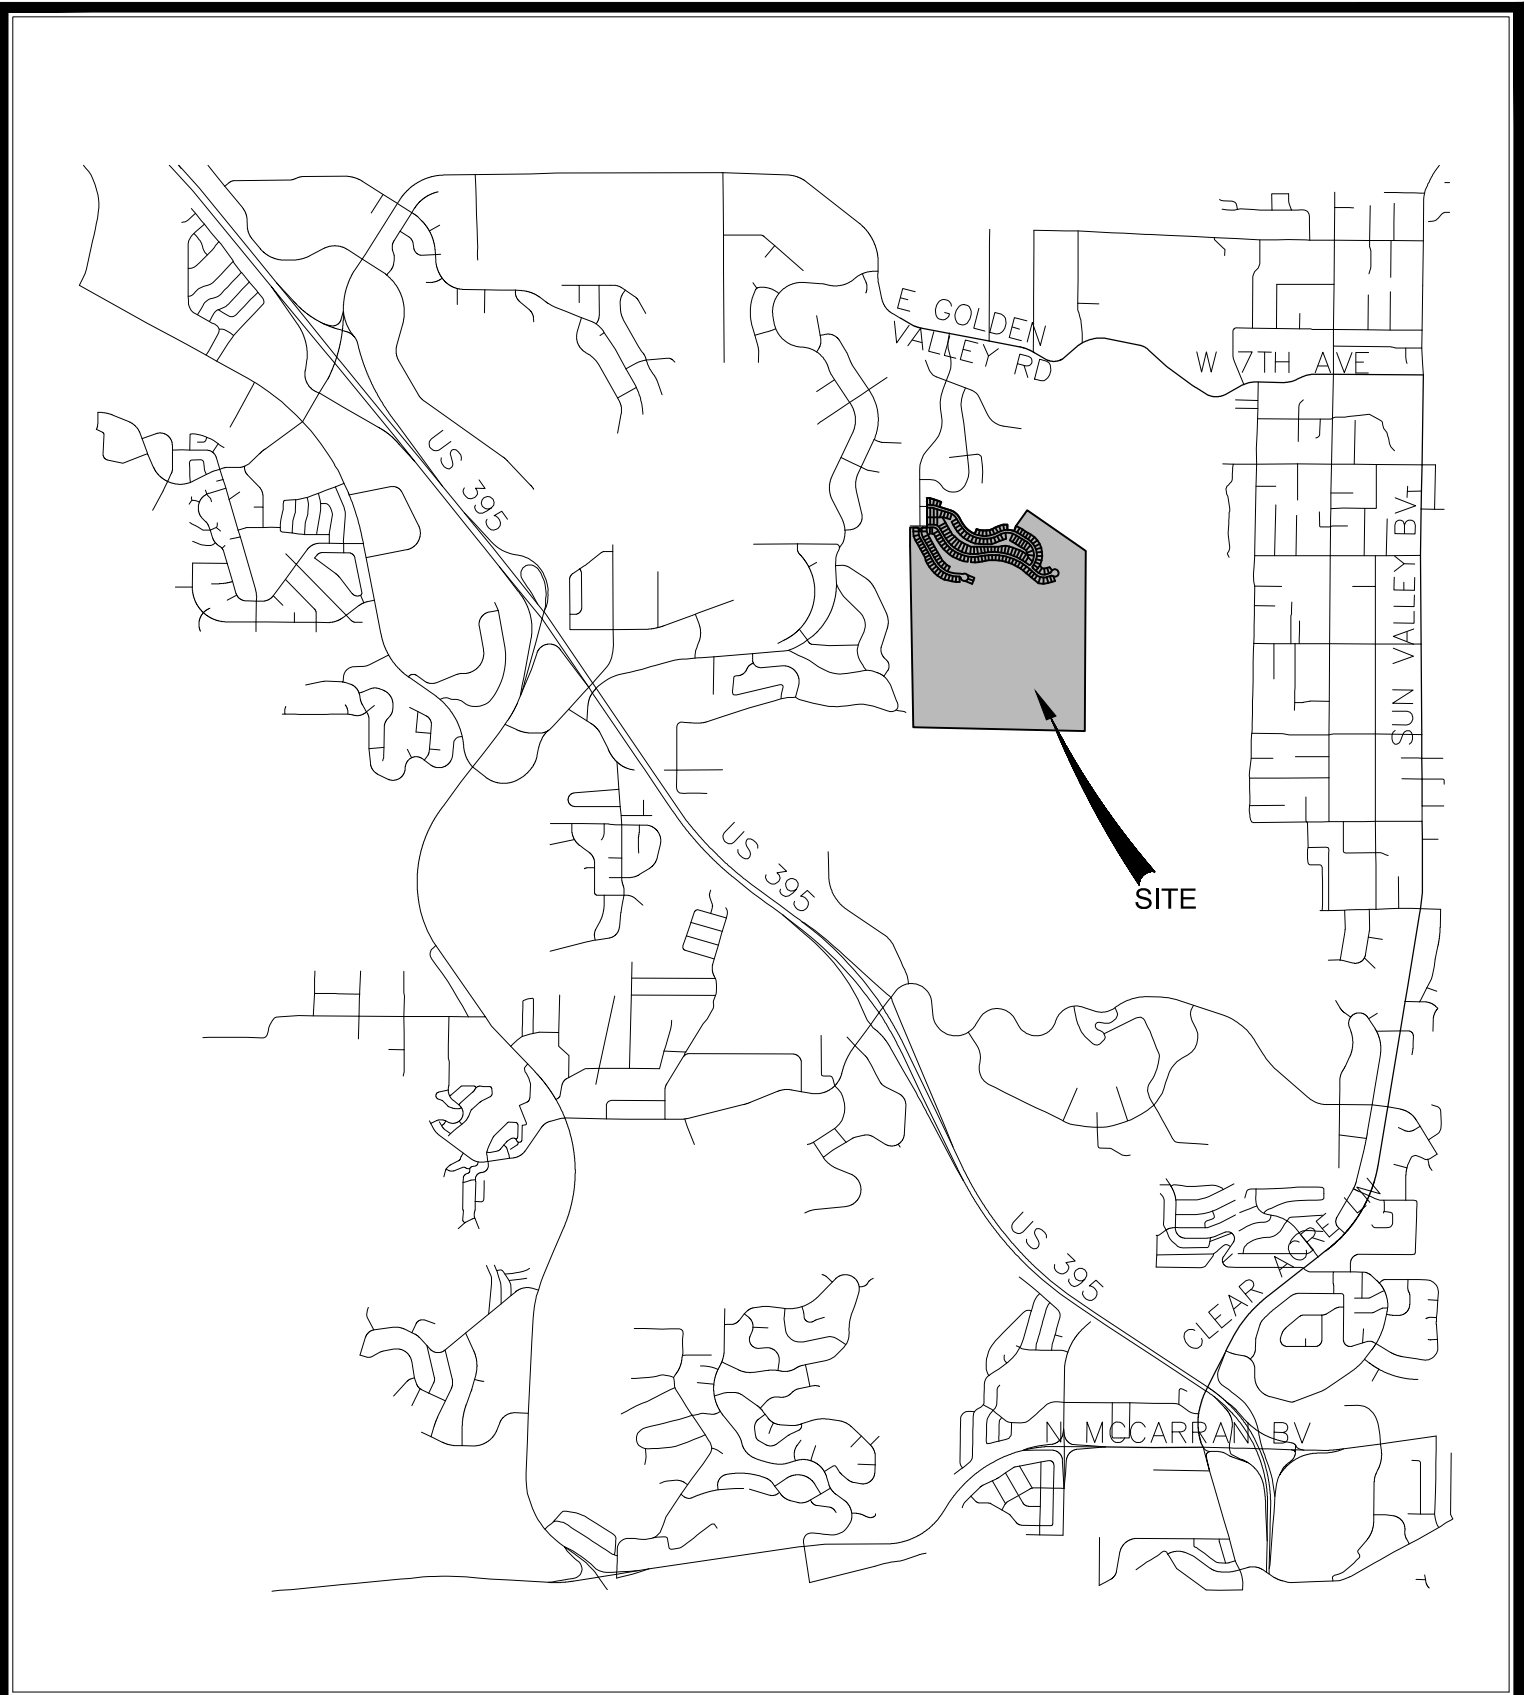 E GOLDEN
VALLEY RD
W 7TH AVE
US 395
SUN VALLEY BV
US 395
SITE
US 395
CLEAR ACRE LN
N MCCARRAN BV